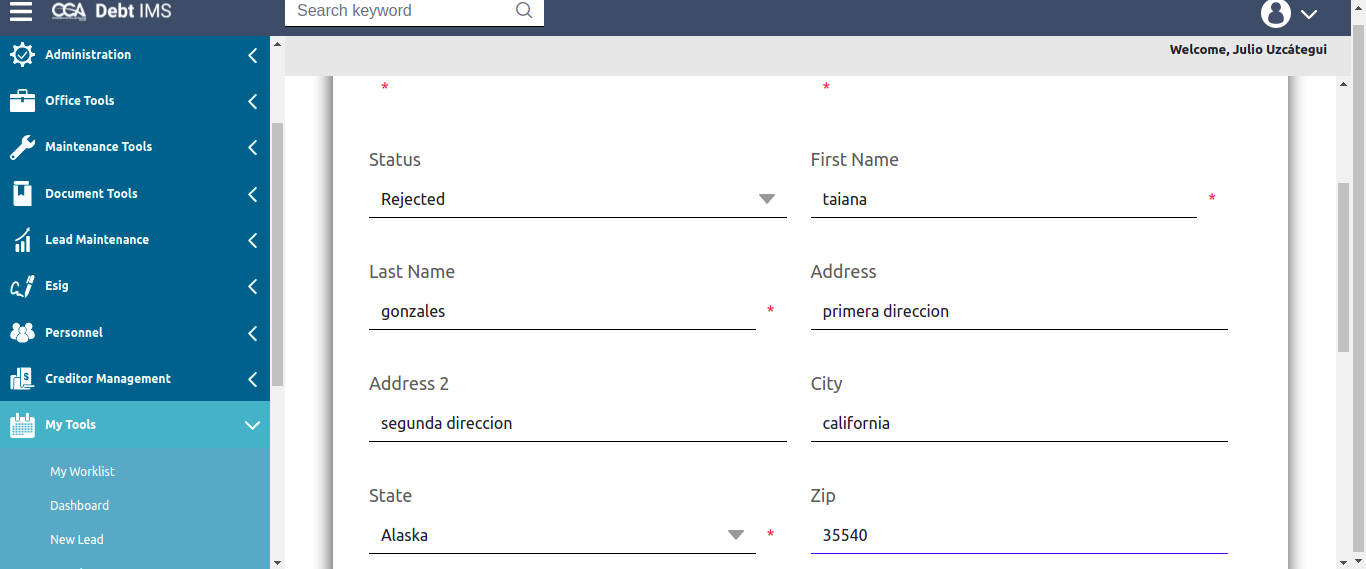 CGA Debt IMS
Search keyword
Welcome, Julio Uzcátegui
Administration
Office Tools
Maintenance Tools
Document Tools
Lead Maintenance
Esig
Personnel
Creditor Management
My Tools
My Worklist
Dashboard
New Lead
* *
Status First Name
Rejected taiana *
Last Name Address
gonzales * primera direccion
Address 2 City
segunda direccion california
State Zip
Alaska * 35540